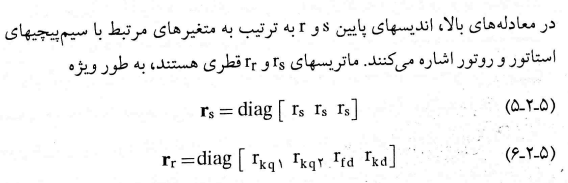 در معادله‌های بالا، اندیسهای پایین s و r به ترتیب به متغیرهای مرتبط با سیم‌پیچیهای
استاتور و روتور اشاره می‌کنند. ماتریسهای rs و rr قطری هستند، به طور ویژه
rs = diag [ rs rs rs] (۵-۲-۵)
rr =diag [ rkq۱ rkq۲ rfd rkd] (۶-۲-۵)